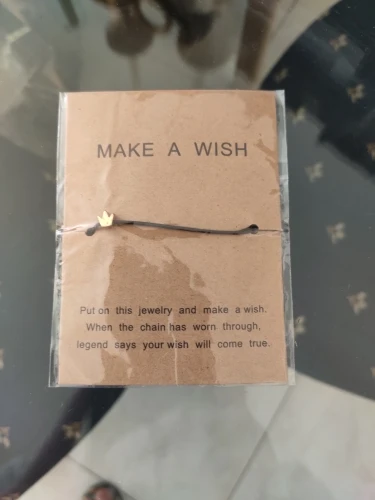 MAKE A WISH
Put on this jewelry and make a wish.
When the chain has worn through,
legend says your wish will come true.